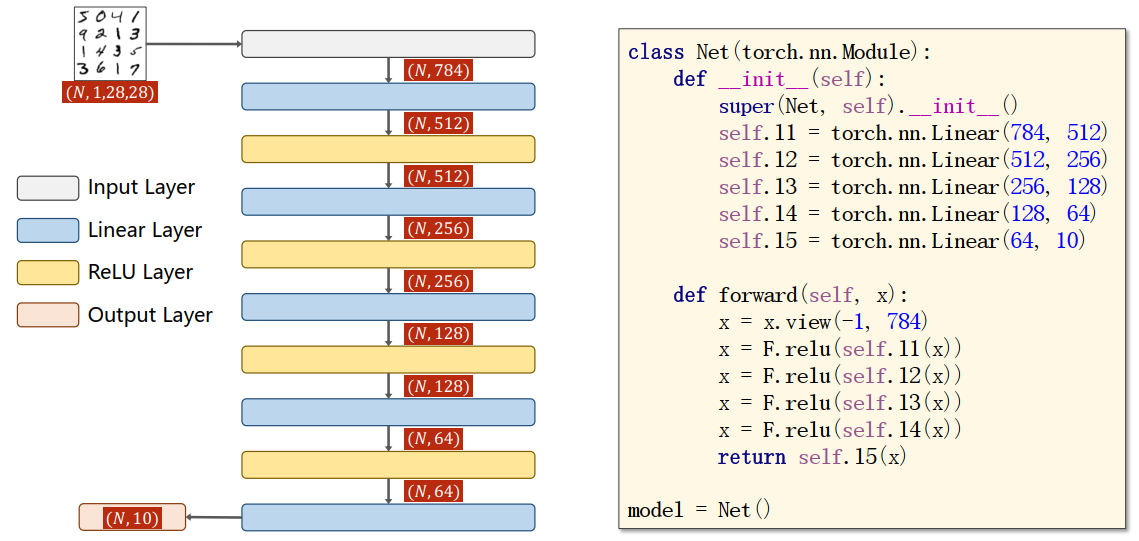 5 0 4 1
9 2 1 3
1 4 3 5
3 6 1 7
(N, 1,28,28)
(N, 784)
(N, 512)
(N, 512)
(N, 256)
(N, 256)
(N, 128)
(N, 128)
(N, 64)
(N, 64)
(N, 10)
Input Layer
Linear Layer
ReLU Layer
Output Layer
class Net(torch.nn.Module):
    def __init__(self):
        super(Net, self).__init__()
        self.l1 = torch.nn.Linear(784, 512)
        self.l2 = torch.nn.Linear(512, 256)
        self.l3 = torch.nn.Linear(256, 128)
        self.l4 = torch.nn.Linear(128, 64)
        self.l5 = torch.nn.Linear(64, 10)
    def forward(self, x):
        x = x.view(-1, 784)
        x = F.relu(self.l1(x))
        x = F.relu(self.l2(x))
        x = F.relu(self.l3(x))
        x = F.relu(self.l4(x))
        return self.l5(x)
model = Net()